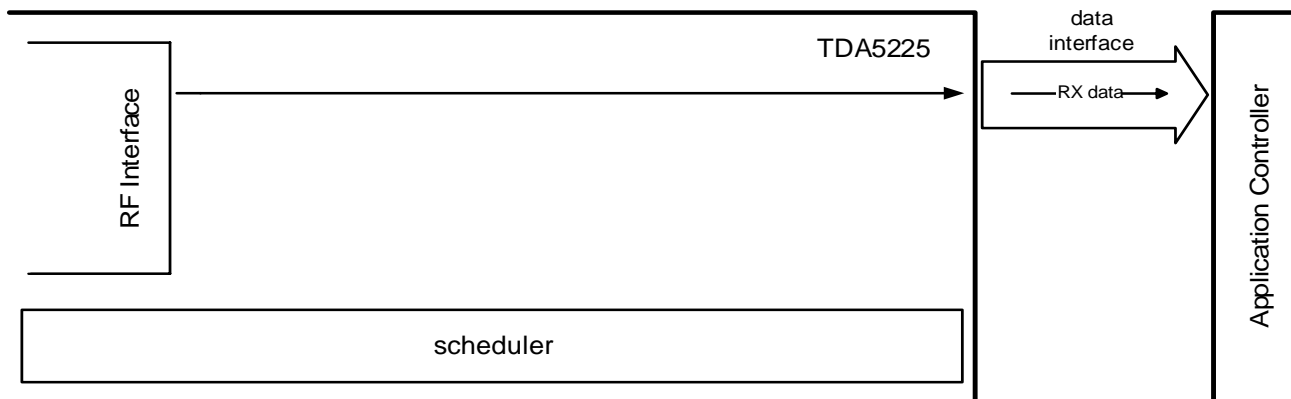 TDA5225
data
interface
RX data
RF Interface
Application Controller
scheduler